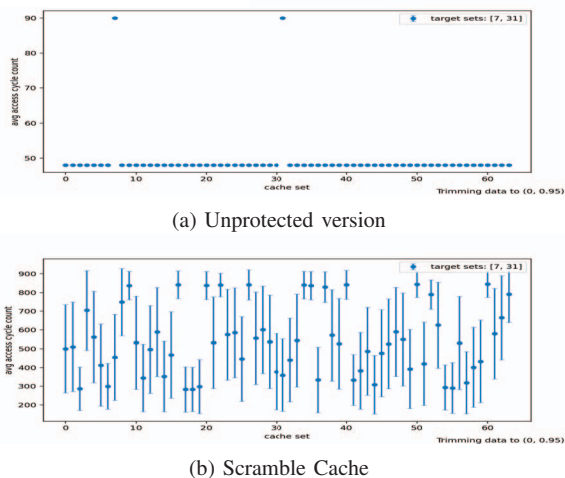 90
80
70
60
50
avg access cycle count
target sets: [7, 31]
0 10 20 30 40 50 60
cache set
Trimming data to (0, 0.95)
(a) Unprotected version
900
800
700
600
500
400
300
200
avg access cycle count
target sets: [7, 31]
0 10 20 30 40 50 60
cache set
Trimming data to (0, 0.95)
(b) Scramble Cache